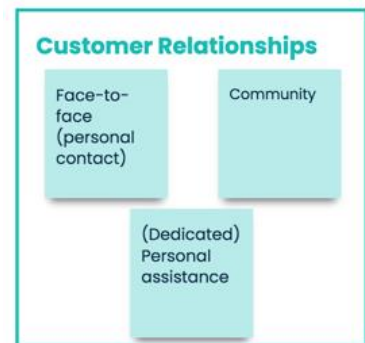 Customer Relationships
Face-to-
face
(personal
contact)
Community
(Dedicated)
Personal
assistance